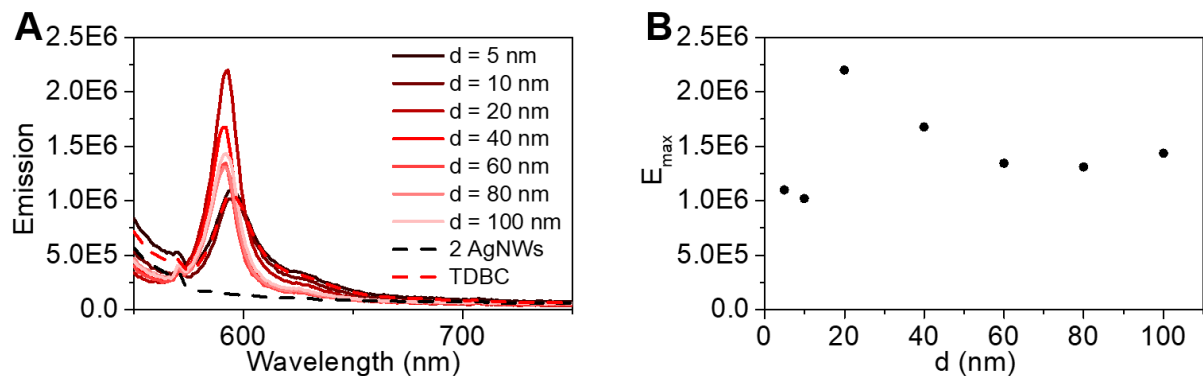 A
2.5E6
2.0E6
1.5E6
1.0E6
5.0E5
0.0
Emission
600
700
Wavelength (nm)
d = 5 nm
d = 10 nm
d = 20 nm
d = 40 nm
d = 60 nm
d = 80 nm
d = 100 nm
2 AgNWs
TDBC
B
2.5E6
2.0E6
1.5E6
1.0E6
5.0E5
0.0
Emax
0
20
40
60
80
100
d (nm)